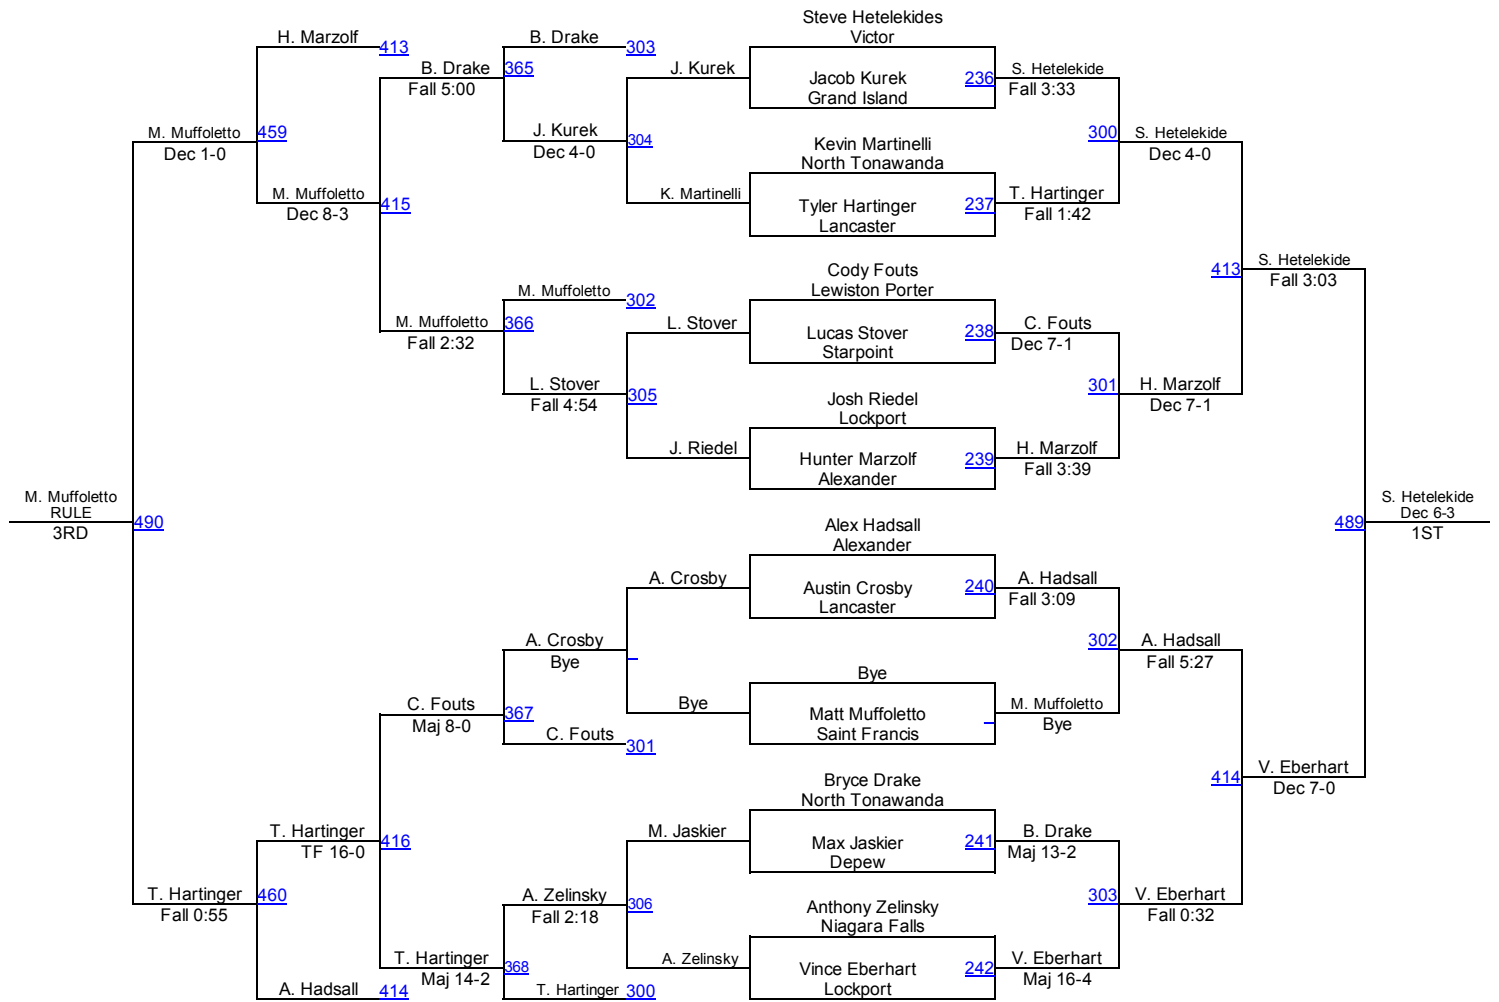 Steve Hetelekides
Victor
H. Marzolf
413
B. Drake
303
B. Drake
365
Fall 5:00
J. Kurek
Jacob Kurek
Grand Island
236
S. Hetelekide
Fall 3:33
M. Muffoletto
459
Dec 1-0
J. Kurek
304
Dec 4-0
Kevin Martinelli
North Tonawanda
300
S. Hetelekide
Dec 4-0
M. Muffoletto
415
Dec 8-3
K. Martinelli
Tyler Hartinger
Lancaster
237
T. Hartinger
Fall 1:42
Cody Fouts
Lewiston Porter
413
S. Hetelekide
Fall 3:03
M. Muffoletto
302
M. Muffoletto
366
Fall 2:32
L. Stover
Lucas Stover
Starpoint
238
C. Fouts
Dec 7-1
L. Stover
305
Fall 4:54
Josh Riedel
Lockport
301
H. Marzolf
Dec 7-1
J. Riedel
Hunter Marzolf
Alexander
239
H. Marzolf
Fall 3:39
M. Muffoletto
RULE
490
3RD
Alex Hadsall
Alexander
489
S. Hetelekide
Dec 6-3
1ST
A. Crosby
Austin Crosby
Lancaster
240
A. Hadsall
Fall 3:09
A. Crosby
Bye
Bye
302
A. Hadsall
Fall 5:27
C. Fouts
367
Maj 8-0
Bye
Matt Muffoletto
Saint Francis
M. Muffoletto
Bye
C. Fouts
301
Bryce Drake
North Tonawanda
414
V. Eberhart
Dec 7-0
T. Hartinger
416
TF 16-0
M. Jaskier
Max Jaskier
Depew
241
B. Drake
Maj 13-2
T. Hartinger
460
Fall 0:55
A. Zelinsky
306
Fall 2:18
Anthony Zelinsky
Niagara Falls
303
V. Eberhart
Fall 0:32
T. Hartinger
368
Maj 14-2
A. Zelinsky
Vince Eberhart
Lockport
242
V. Eberhart
Maj 16-4
A. Hadsall
414
T. Hartinger
300